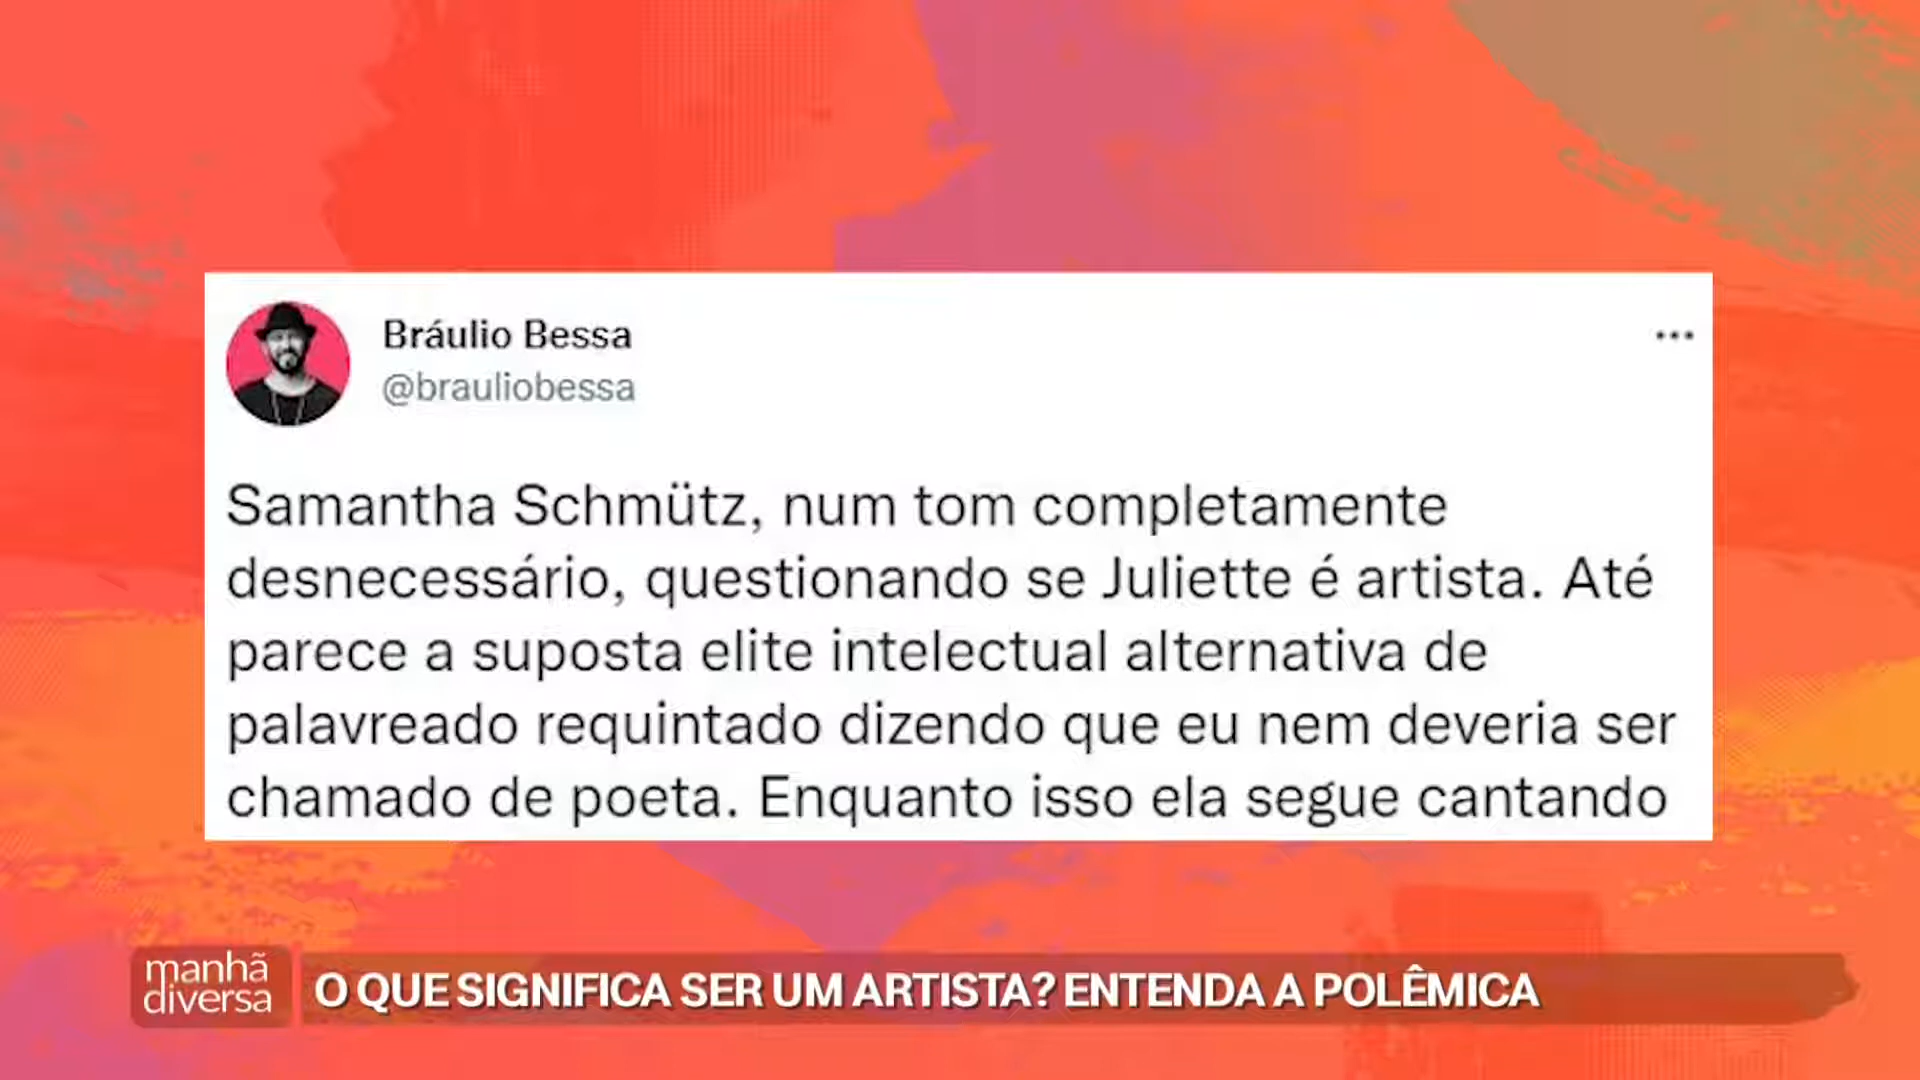 Bráulio Bessa
@brauliobessa
Samantha Schmütz, num tom completamente
desnecessário, questionando se Juliette é artista. Até
parece a suposta elite intelectual alternativa de
palavreado requintado dizendo que eu nem deveria ser
chamado de poeta. Enquanto isso ela segue cantando
manhã
diversa
O QUE SIGNIFICA SER UM ARTISTA? ENTENDA A POLÊMICA